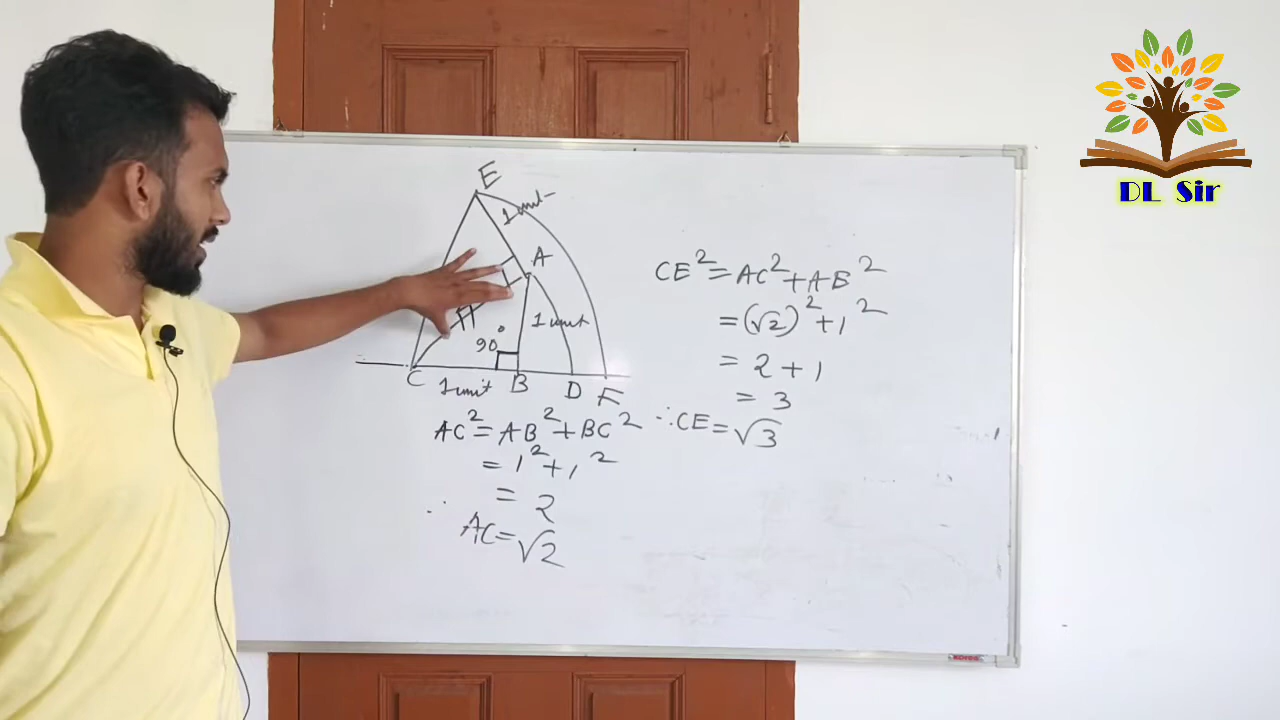 E
1 unit
A
√2
1 unit
90°
C 1 unit B D F
AC² = AB² + BC²
= 1² + 1²
= 2
∴ AC = √2
CE² = AC² + AB²
= (√2)² + 1²
= 2 + 1
= 3
∴ CE = √3
DL Sir